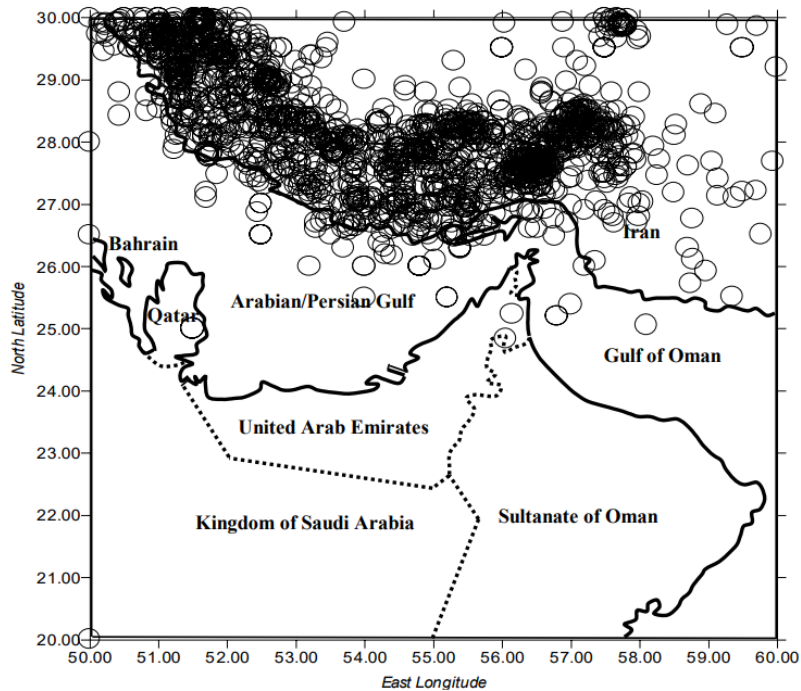 30.00
29.00
28.00
27.00
26.00
25.00
24.00
23.00
22.00
21.00
20.00
North Latitude
Bahrain
Iran
Qatar
Arabian/Persian Gulf
Gulf of Oman
United Arab Emirates
Kingdom of Saudi Arabia
Sultanate of Oman
50.00 51.00 52.00 53.00 54.00 55.00 56.00 57.00 58.00 59.00 60.00
East Longitude